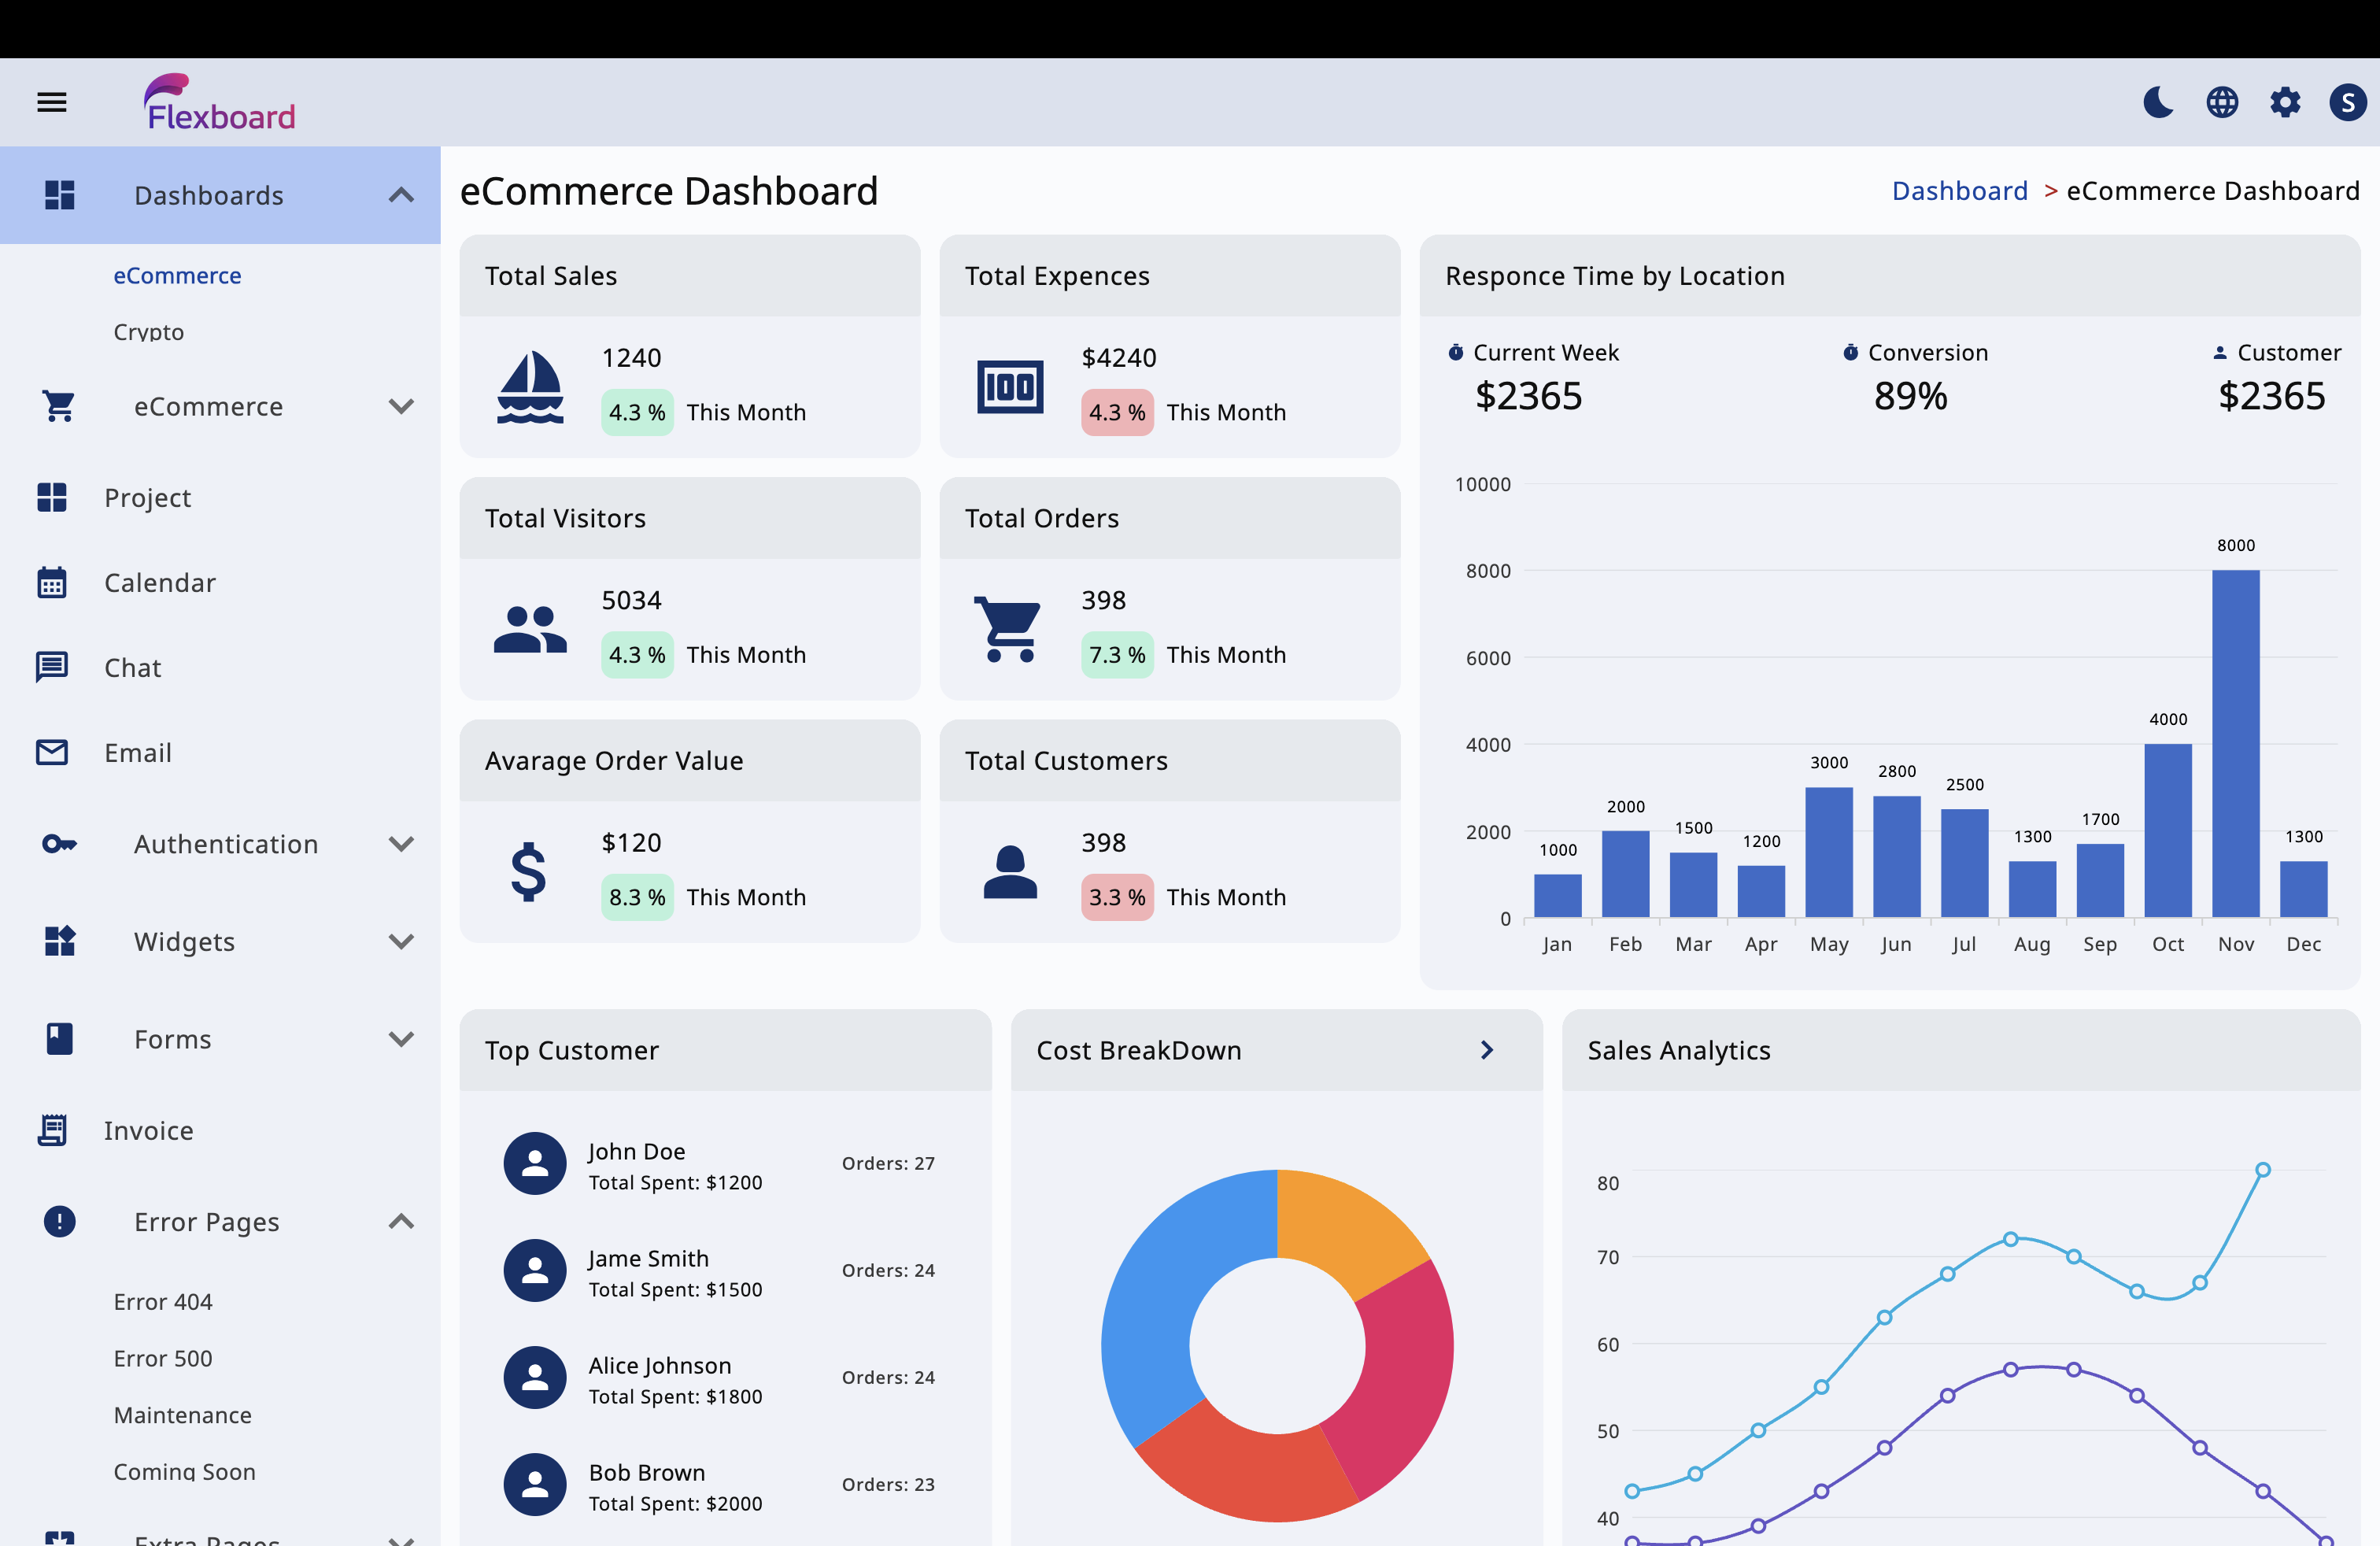 Flexboard
S
Dashboards
eCommerce
Crypto
eCommerce
Project
Calendar
Chat
Email
Authentication
Widgets
Forms
Invoice
Error Pages
Error 404
Error 500
Maintenance
Coming Soon
Extra Pages
eCommerce Dashboard
Dashboard > eCommerce Dashboard
Total Sales
1240
4.3 % This Month
Total Expences
100
$4240
4.3 % This Month
Total Visitors
5034
4.3 % This Month
Total Orders
398
7.3 % This Month
Avarage Order Value
$120
8.3 % This Month
Total Customers
398
3.3 % This Month
Responce Time by Location
Current Week
$2365
Conversion
89%
Customer
$2365
10000
8000
6000
4000
2000
0
1000
2000
1500
1200
3000
2800
2500
1300
1700
4000
8000
1300
Jan Feb Mar Apr May Jun Jul Aug Sep Oct Nov Dec
Top Customer
John Doe
Total Spent: $1200
Orders: 27
Jame Smith
Total Spent: $1500
Orders: 24
Alice Johnson
Total Spent: $1800
Orders: 24
Bob Brown
Total Spent: $2000
Orders: 23
Cost BreakDown
Sales Analytics
80
70
60
50
40